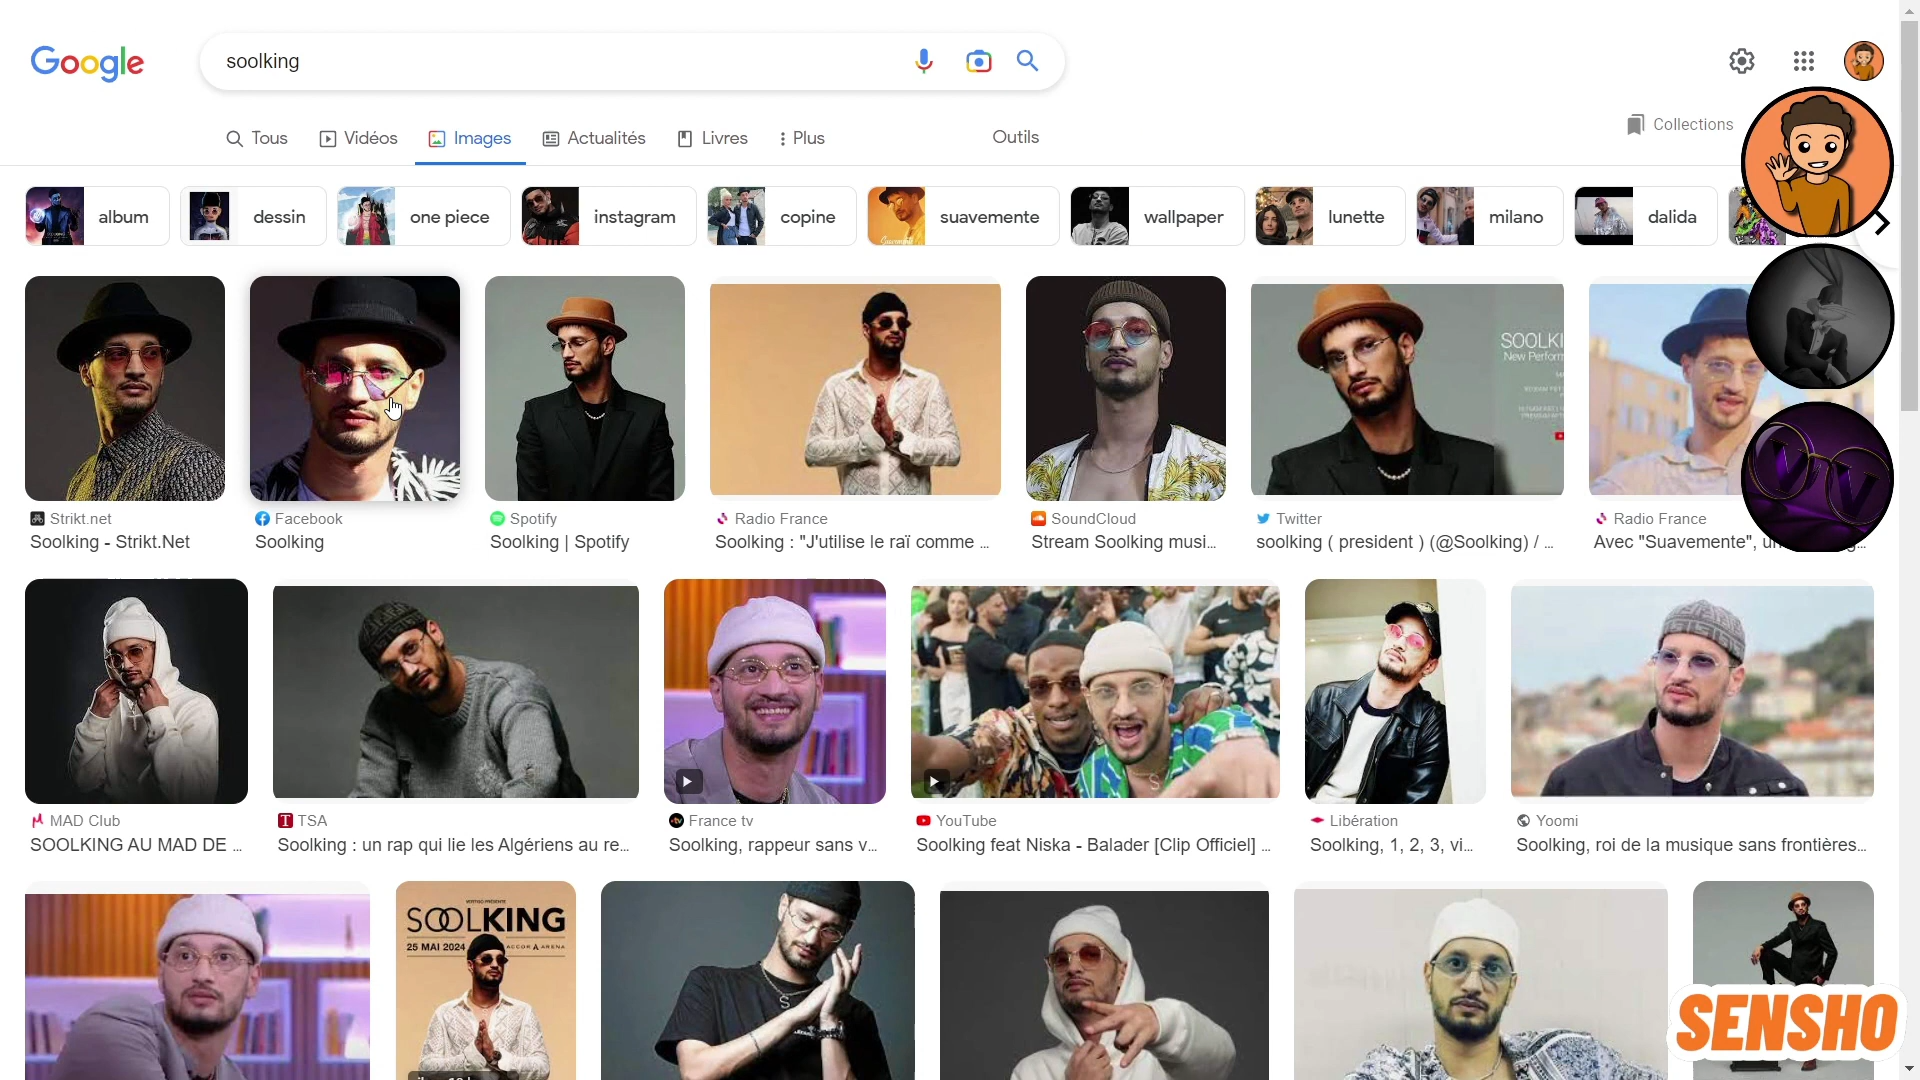 Google
soolking
Tous
Vidéos
Images
Actualités
Livres
Plus
Outils
Collections
album
dessin
one piece
instagram
copine
suavemente
wallpaper
lunette
milano
dalida
SOOLKI
New Perform
Strikt.net
Soolking - Strikt.Net
Facebook
Soolking
Spotify
Soolking | Spotify
Radio France
Soolking : "J'utilise le raï comme ...
SoundCloud
Stream Soolking musi...
Twitter
soolking ( president ) (@Soolking) / ...
Radio France
Avec "Suavemente",
MAD Club
SOOLKING AU MAD DE ...
TSA
Soolking : un rap qui lie les Algériens au re...
France tv
Soolking, rappeur sans v...
YouTube
Soolking feat Niska - Balader [Clip Officiel] ...
Libération
Soolking, 1, 2, 3, vi...
Yoomi
Soolking, roi de la musique sans frontières...
VERTIGO PRÉSENTE
SOOLKING
25 MAI 2024
ACCOR ARENA
SENSHO